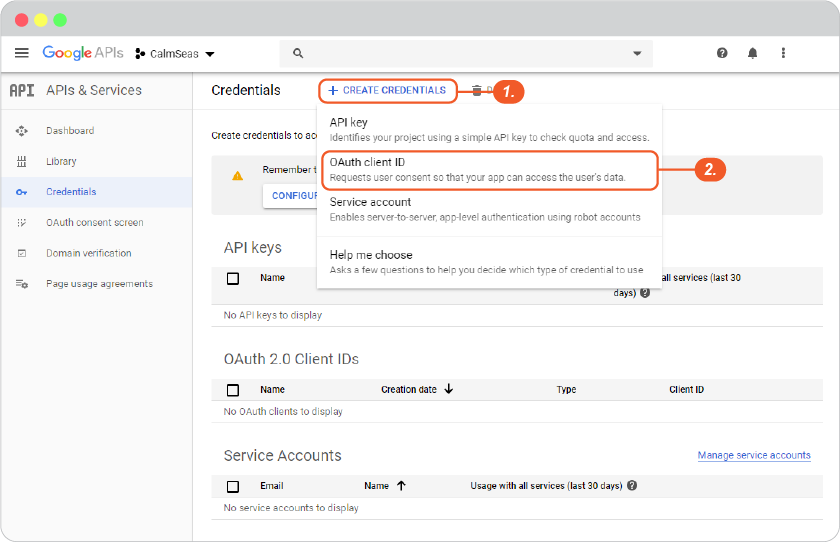 Google APIs
CalmSeas
API APIs & Services
Credentials
+ CREATE CREDENTIALS
1.
Dashboard
Library
Credentials
OAuth consent screen
Domain verification
Page usage agreements
Create credentials to
Remember
CONFIGUR
API key
Identifies your project using a simple API key to check quota and access.
OAuth client ID
Requests user consent so that your app can access the user's data.
2.
Service account
Enables server-to-server, app-level authentication using robot accounts
Help me choose
Asks a few questions to help you decide which type of credential to use
API keys
Name
all services (last 30
days)
No API keys to display
OAuth 2.0 Client IDs
Name Creation date Type Client ID
No OAuth clients to display
Service Accounts
Manage service accounts
Email Name Usage with all services (last 30 days)
No service accounts to display